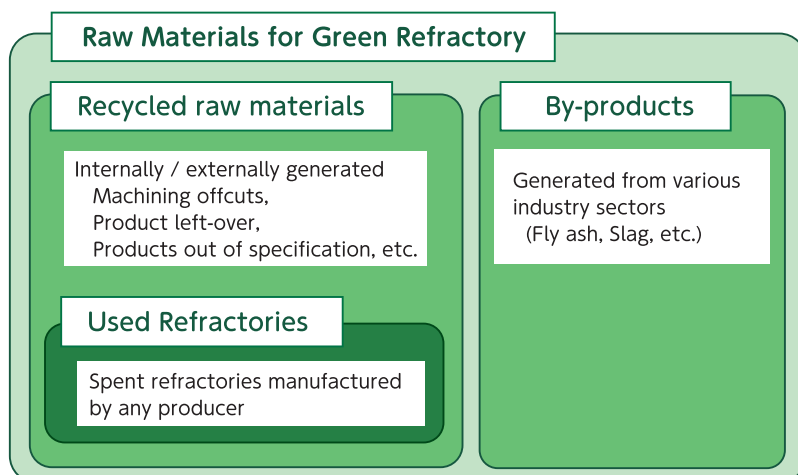 Raw Materials for Green Refractory
Recycled raw materials
Internally / externally generated
Machining offcuts,
Product left-over,
Products out of specification, etc.
Used Refractories
Spent refractories manufactured
by any producer
By-products
Generated from various
industry sectors
(Fly ash, Slag, etc.)